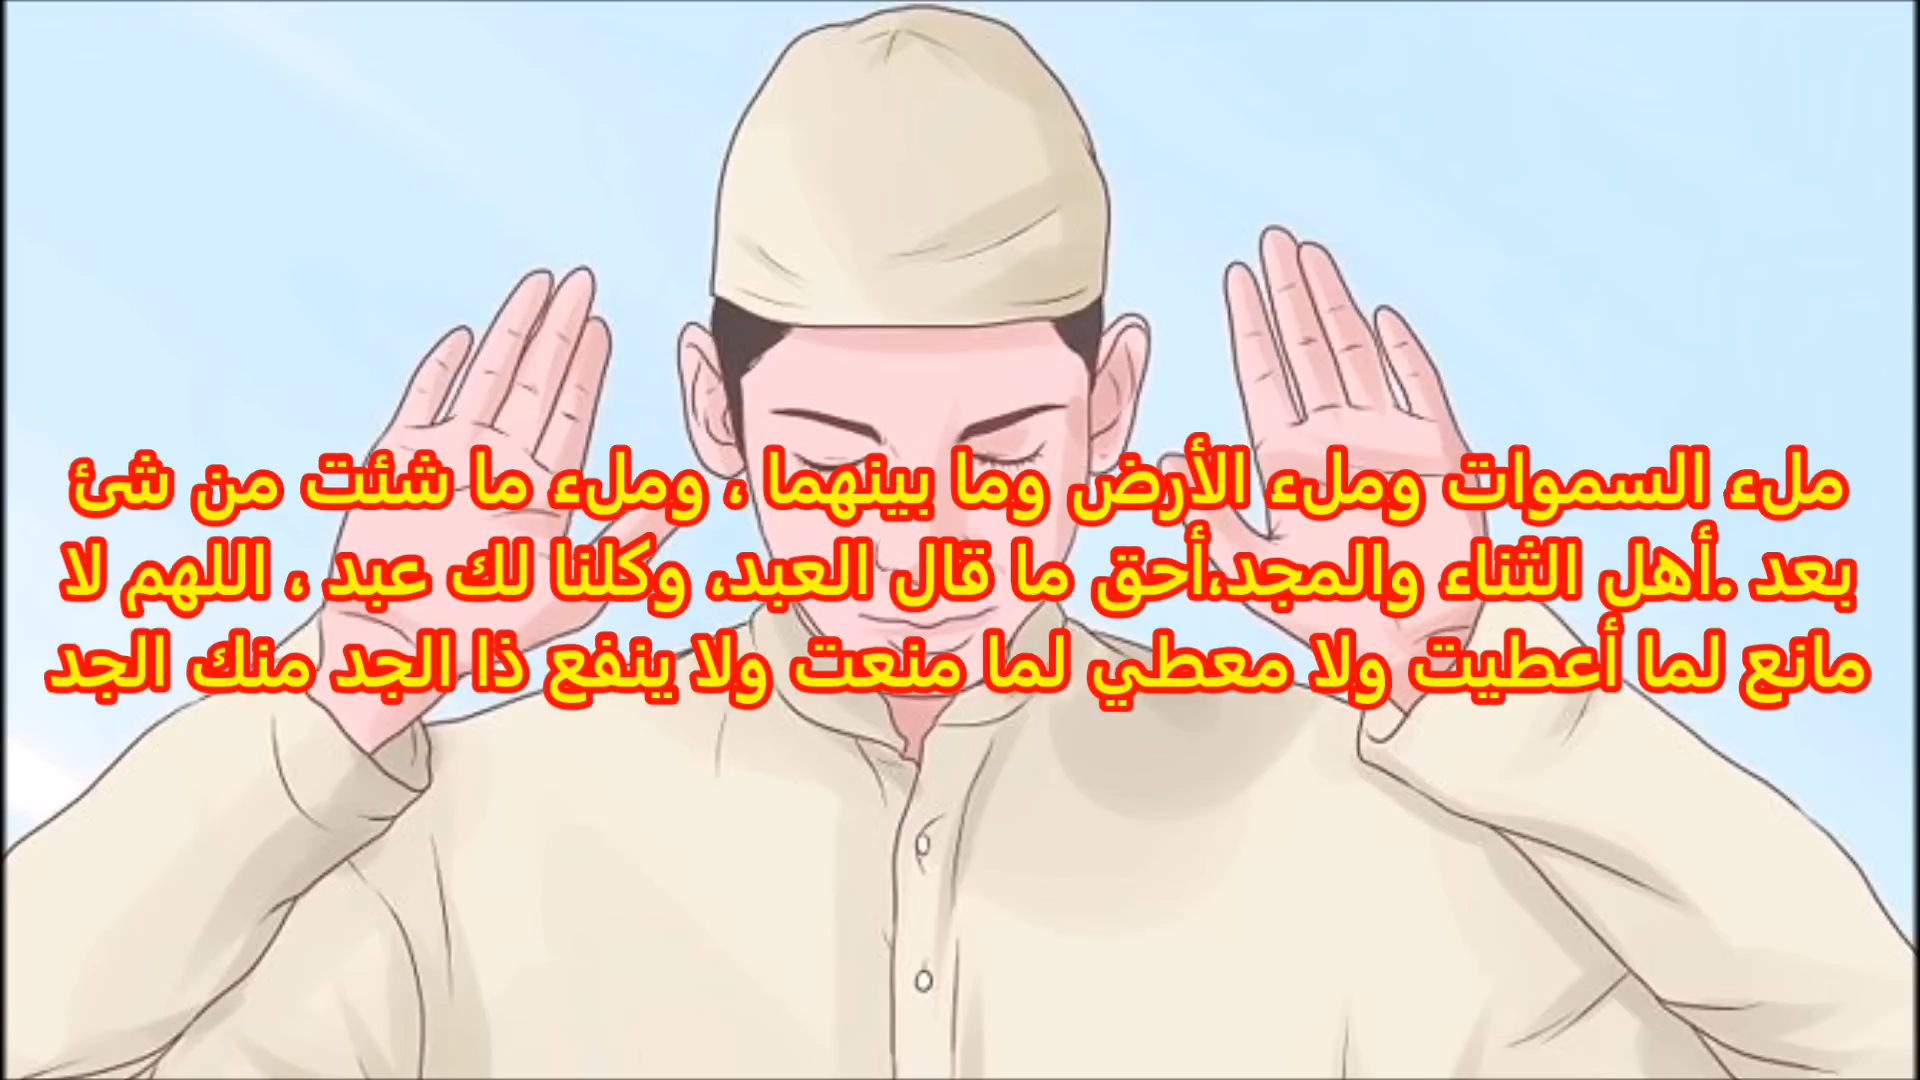 ملء السموات وملء الأرض وما بينهما ، وملء ما شئت من شئ
بعد .أهل الثناء والمجد،أحق ما قال العبد، وكلنا لك عبد ، اللهم لا
مانع لما أعطيت ولا معطي لما منعت ولا ينفع ذا الجد منك الجد